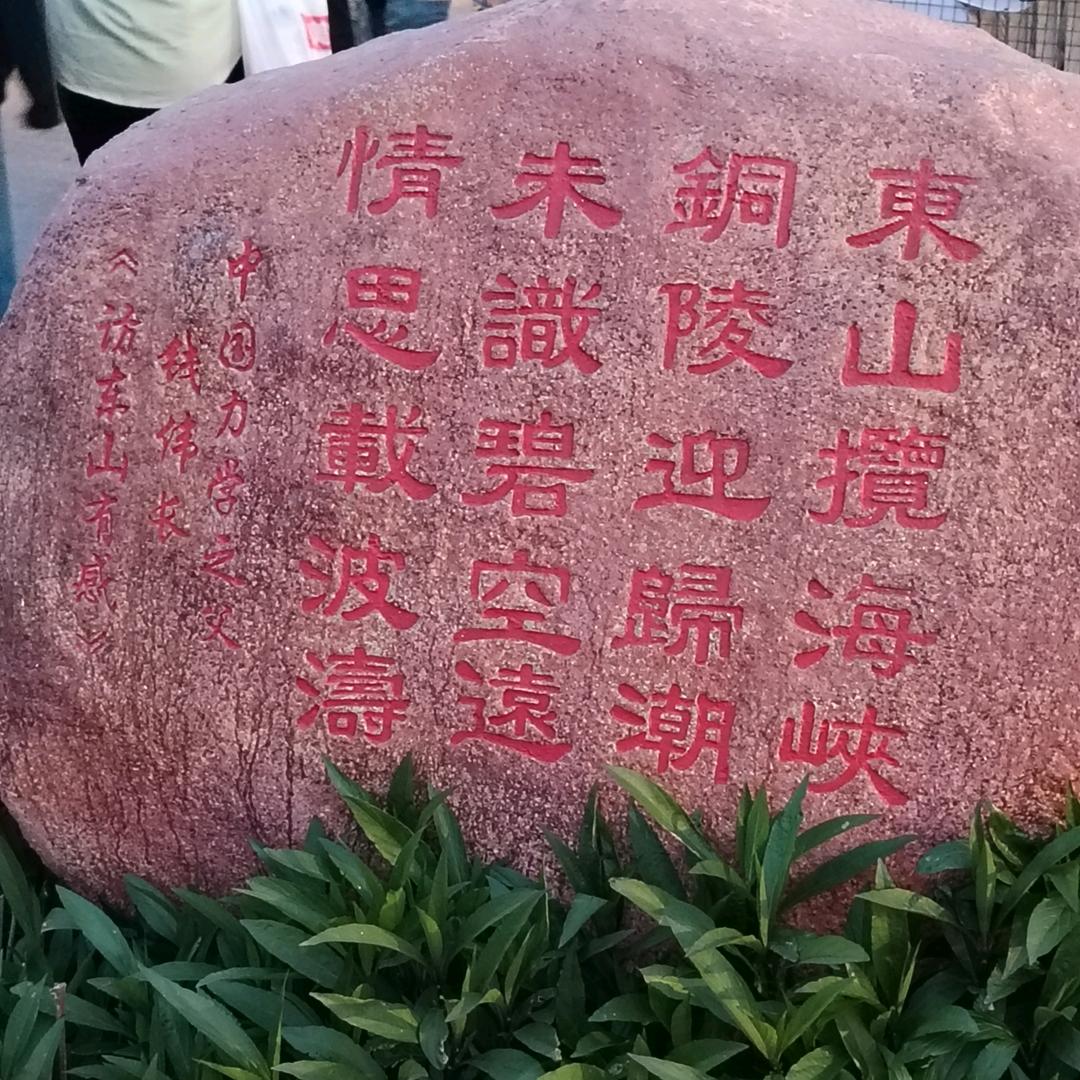 東山攬海峽
銅陵迎歸潮
未識碧空遠
情思載波濤
中国力学之父
钱伟长
《访东山有感》